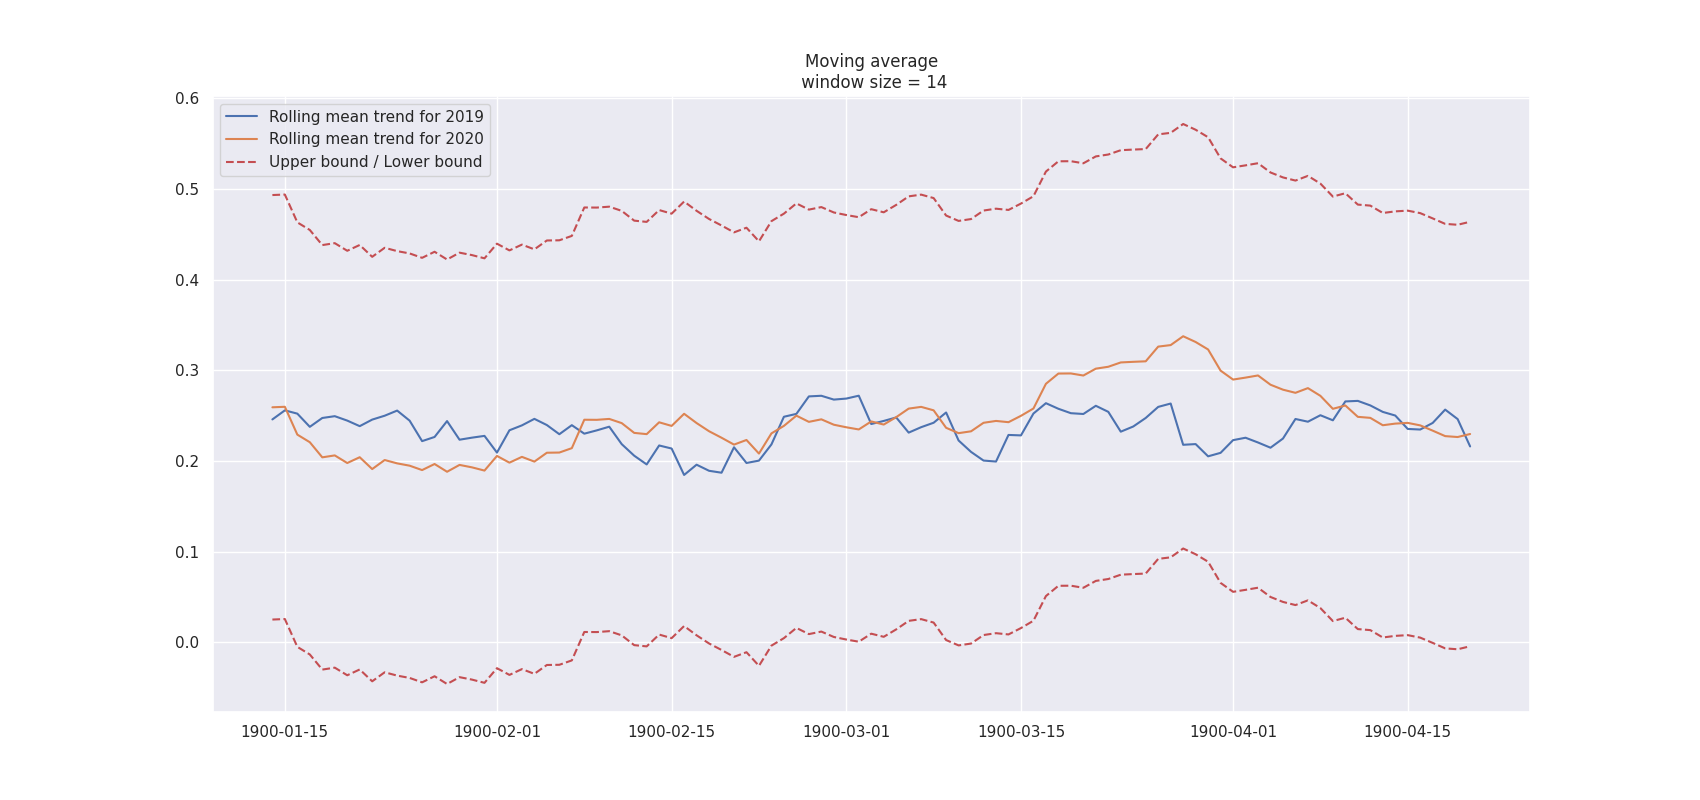 Moving average
window size = 14
0.6
0.5
0.4
0.3
0.2
0.1
0.0
Rolling mean trend for 2019
Rolling mean trend for 2020
Upper bound / Lower bound
1900-01-15
1900-02-01
1900-02-15
1900-03-01
1900-03-15
1900-04-01
1900-04-15